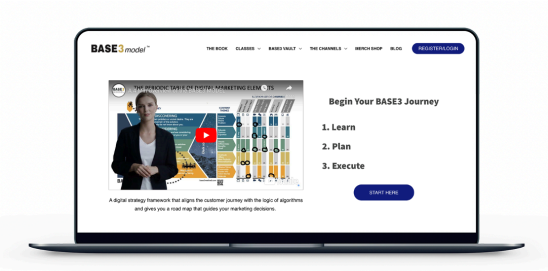 BASE3 model ™
THE BOOK CLASSES BASE3 VAULT THE CHANNELS MERCH SHOP BLOG REGISTER/LOGIN
THE PERIODIC TABLE OF DIGITAL MARKETING ELEMENTS
Begin Your BASE3 Journey
1. Learn
2. Plan
3. Execute
START HERE
A digital strategy framework that aligns the customer journey with the logic of algorithms
and gives you a road map that guides your marketing decisions.